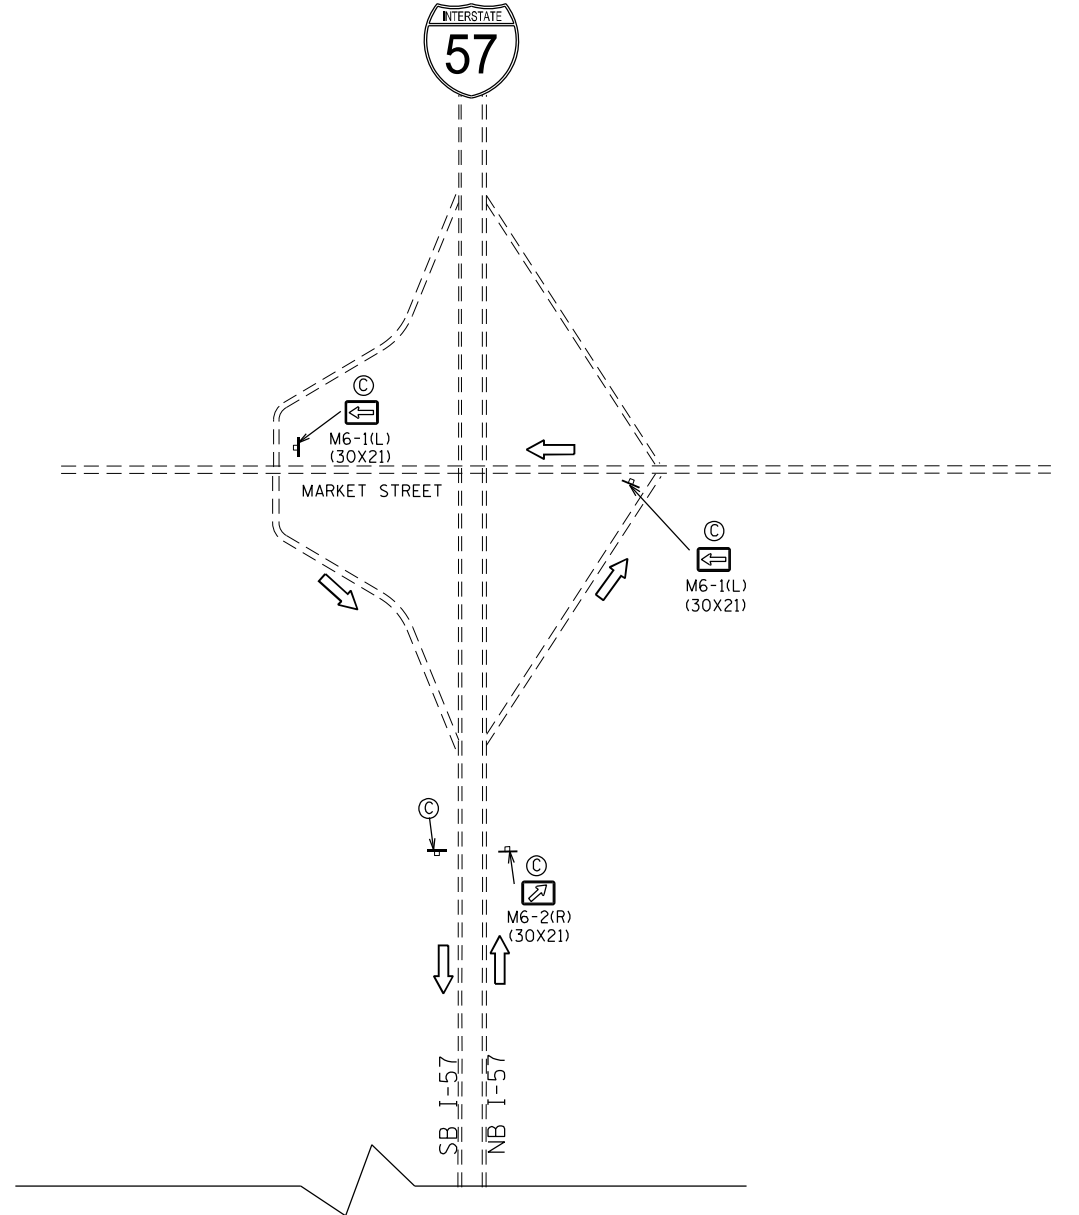 INTERSTATE
57
C
M6-1(L)
(30X21)
MARKET STREET
C
M6-1(L)
(30X21)
C
C
M6-2(R)
(30X21)
SB I-57
NB I-57